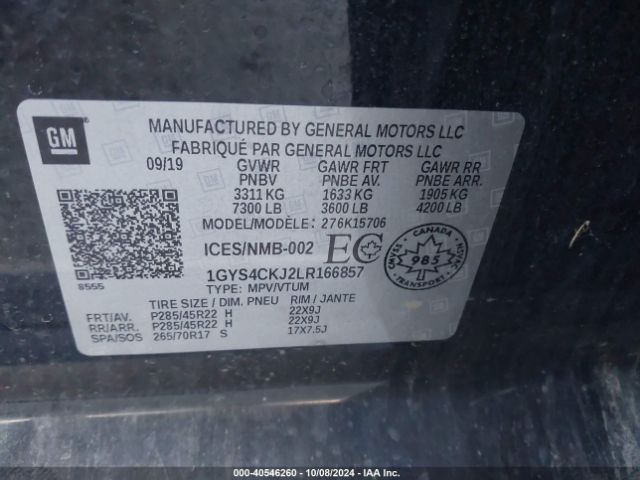 GM
MANUFACTURED BY GENERAL MOTORS LLC
FABRIQUÉ PAR GENERAL MOTORS LLC
09/19 GVWR GAWR FRT GAWR RR
PNBV PNBE AV. PNBE ARR.
3311 KG 1633 KG 1905 KG
7300 LB 3600 LB 4200 LB
MODEL/MODÈLE: 276K15706
ICES/NMB-002 EC
CANADA
985
CMVSS NSVAC
1GYS4CKJ2LR166857
8555
TYPE: MPV/VTUM
TIRE SIZE / DIM. PNEU RIM / JANTE
FRT/AV. P285/45R22 H 22X9J
RR/ARR. P285/45R22 H 22X9J
SPA/SOS 265/70R17 S 17X7.5J
000-40546260 - 10/08/2024 - IAA Inc.